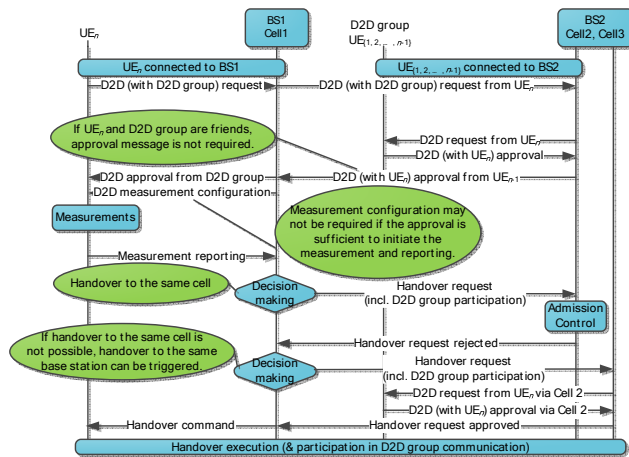 UEn
BS1
Cell1
D2D group
UE{1, 2, ... , n-1}
BS2
Cell2, Cell3
UEn connected to BS1
UE{1, 2, ... , n-1} connected to BS2
D2D (with D2D group) request
D2D (with D2D group) request from UEn
If UEn and D2D group are friends,
approval message is not required.
D2D request from UEn
D2D (with UEn) approval
D2D approval from D2D group
D2D (with UEn) approval from UEn-1
D2D measurement configuration
Measurements
Measurement configuration may
not be required if the approval is
sufficient to initiate the
measurement and reporting.
Measurement reporting
Handover to the same cell
Decision
making
Handover request
(incl. D2D group participation)
Admission
Control
Handover request rejected
If handover to the same cell is
not possible, handover to the same
base station can be triggered.
Decision
making
Handover request
(incl. D2D group participation)
D2D request from UEn via Cell 2
D2D (with UEn) approval via Cell 2
Handover command
Handover request approved
Handover execution (& participation in D2D group communication)